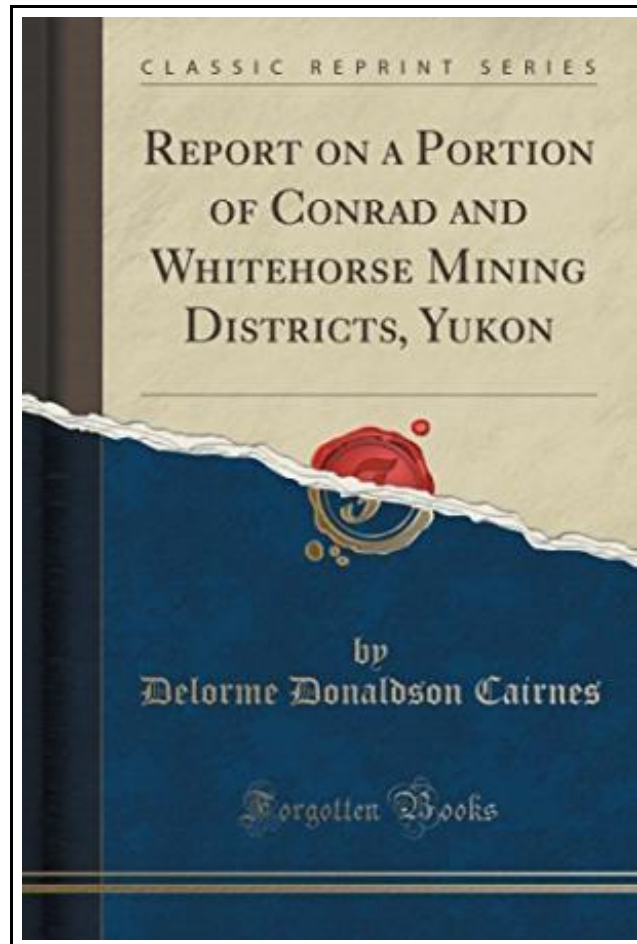 CLASSIC REPRINT SERIES
REPORT ON A PORTION
OF CONRAD AND
WHITEHORSE MINING
DISTRICTS, YUKON
by
Delorme Donaldson Cairnes
Forgotten Books